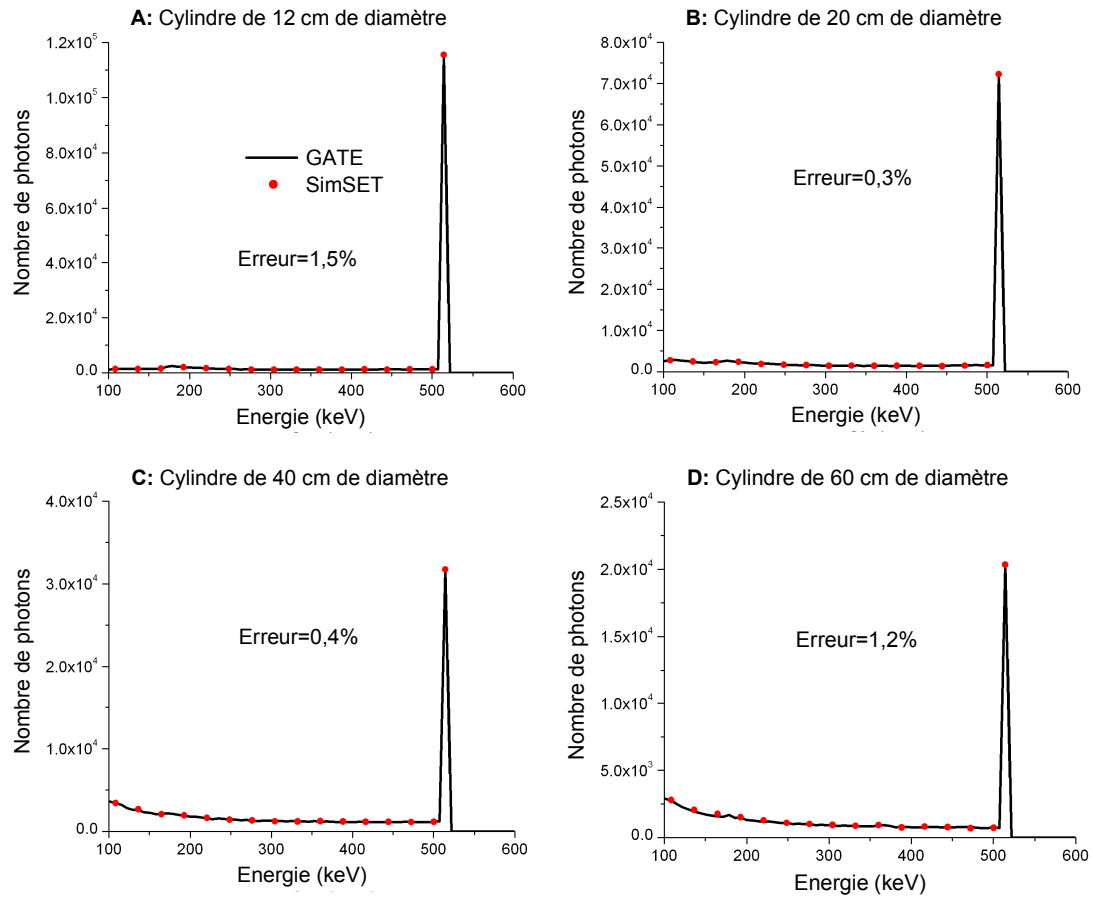 A: Cylindre de 12 cm de diamètre
1.2x10⁵
1.0x10⁵
8.0x10⁴
6.0x10⁴
4.0x10⁴
2.0x10⁴
0.0
Nombre de photons
GATE
SimSET
Erreur=1,5%
100 200 300 400 500 600
Energie (keV)
B: Cylindre de 20 cm de diamètre
8.0x10⁴
7.0x10⁴
6.0x10⁴
5.0x10⁴
4.0x10⁴
3.0x10⁴
2.0x10⁴
1.0x10⁴
0.0
Nombre de photons
Erreur=0,3%
100 200 300 400 500 600
Energie (keV)
C: Cylindre de 40 cm de diamètre
4.0x10⁴
3.0x10⁴
2.0x10⁴
1.0x10⁴
0.0
Nombre de photons
Erreur=0,4%
100 200 300 400 500 600
Energie (keV)
D: Cylindre de 60 cm de diamètre
2.5x10⁴
2.0x10⁴
1.5x10⁴
1.0x10⁴
5.0x10³
0.0
Nombre de photons
Erreur=1,2%
100 200 300 400 500 600
Energie (keV)